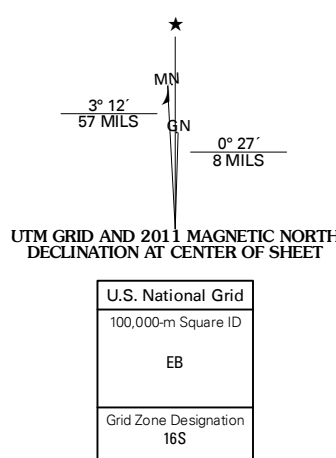 ★
MN
3° 12´
57 MILS
GN
0° 27´
8 MILS
UTM GRID AND 2011 MAGNETIC NORTH
DECLINATION AT CENTER OF SHEET
U.S. National Grid
100,000-m Square ID
EB
Grid Zone Designation
16S